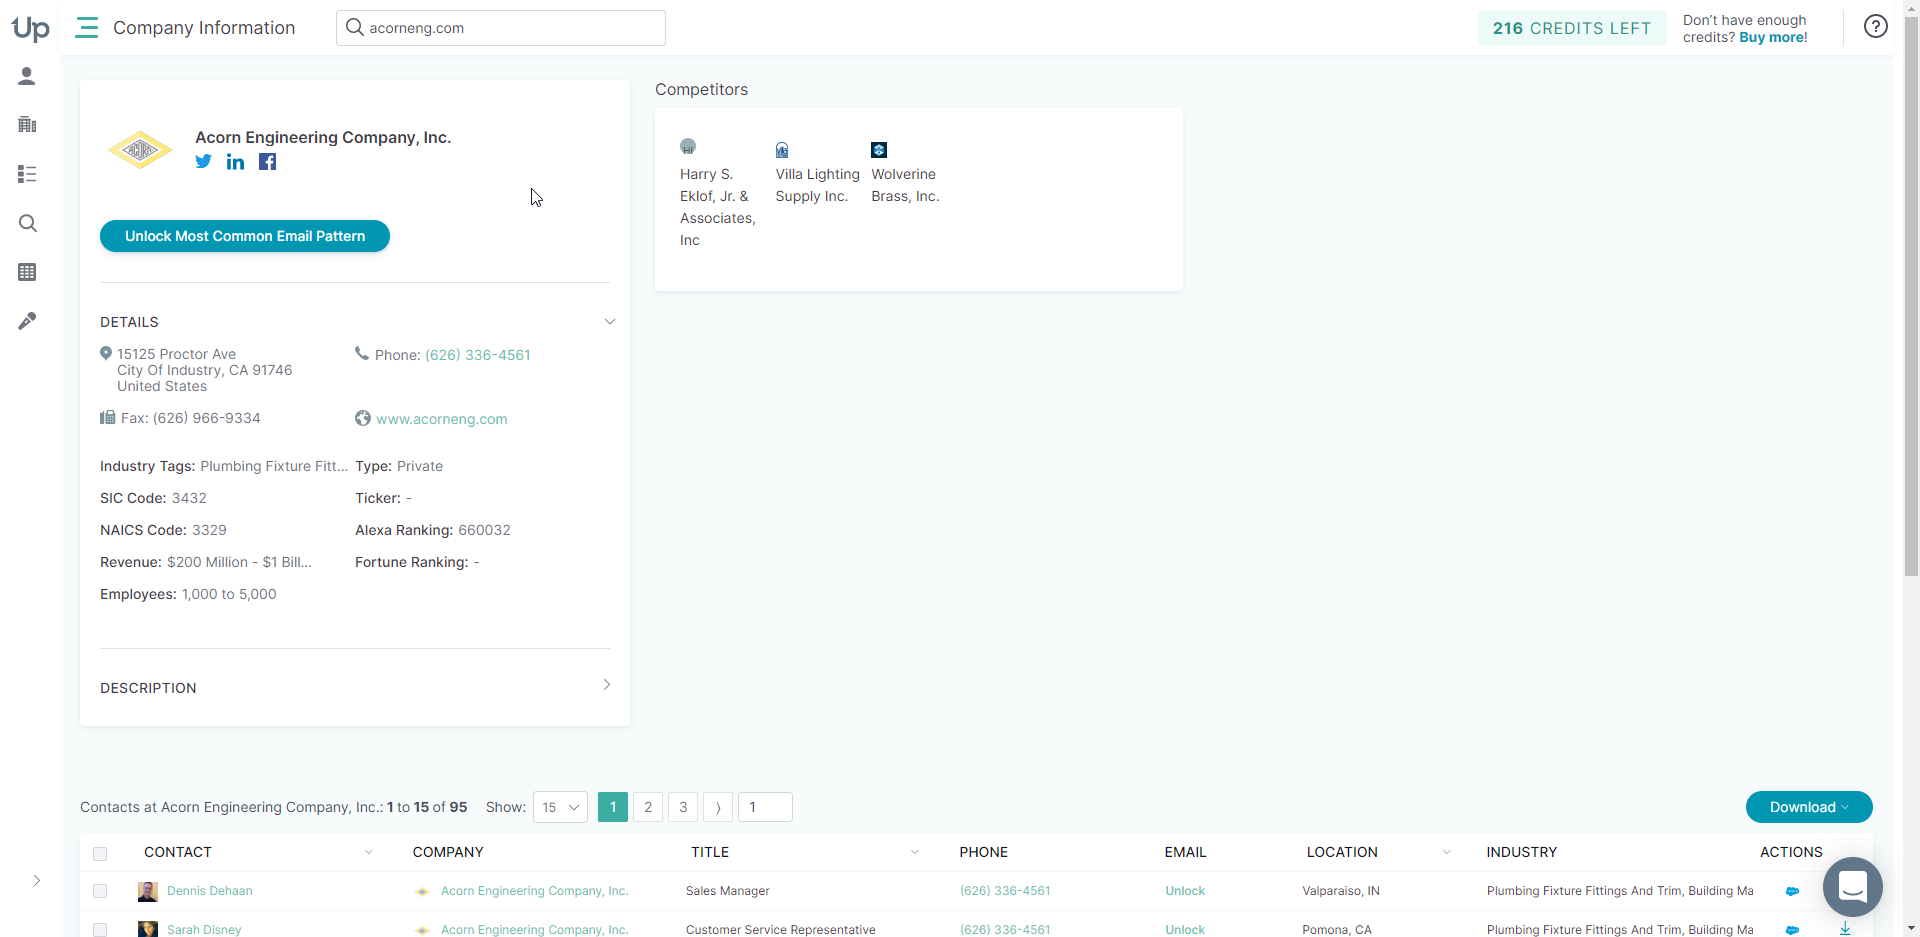 Up
Company Information
acorneng.com
216 CREDITS LEFT
Don't have enough
credits? Buy more!
?
ACORN
Acorn Engineering Company, Inc.
Unlock Most Common Email Pattern
DETAILS
15125 Proctor Ave
City Of Industry, CA 91746
United States
Phone: (626) 336-4561
Fax: (626) 966-9334
www.acorneng.com
Industry Tags: Plumbing Fixture Fitt...
Type: Private
SIC Code: 3432
Ticker: -
NAICS Code: 3329
Alexa Ranking: 660032
Revenue: $200 Million - $1 Bill...
Fortune Ranking: -
Employees: 1,000 to 5,000
DESCRIPTION
Competitors
HI
Harry S.
Eklof, Jr. &
Associates,
Inc
Villa Lighting
Supply Inc.
Wolverine
Brass, Inc.
Contacts at Acorn Engineering Company, Inc.: 1 to 15 of 95 Show: 15 1 2 3 1
Download
CONTACT COMPANY TITLE PHONE EMAIL LOCATION INDUSTRY ACTIONS
Dennis Dehaan Acorn Engineering Company, Inc. Sales Manager (626) 336-4561 Unlock Valparaiso, IN Plumbing Fixture Fittings And Trim, Building Ma
Sarah Disney Acorn Engineering Company, Inc. Customer Service Representative (626) 336-4561 Unlock Pomona, CA Plumbing Fixture Fittings And Trim, Building Ma